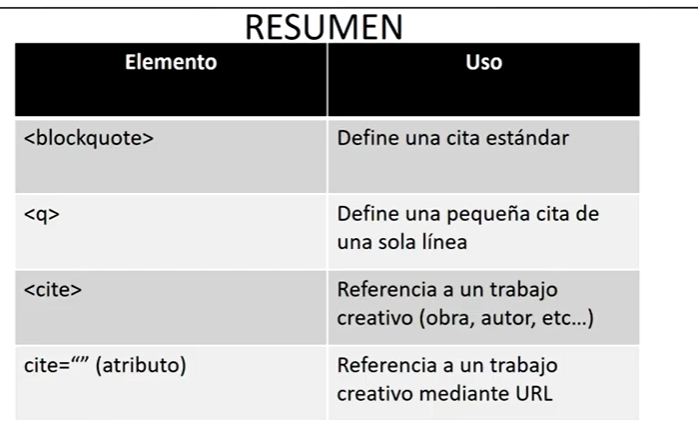 RESUMEN
Elemento Uso
<blockquote> Define una cita estándar
<q> Define una pequeña cita de
una sola línea
<cite> Referencia a un trabajo
creativo (obra, autor, etc...)
cite=“” (atributo) Referencia a un trabajo
creativo mediante URL